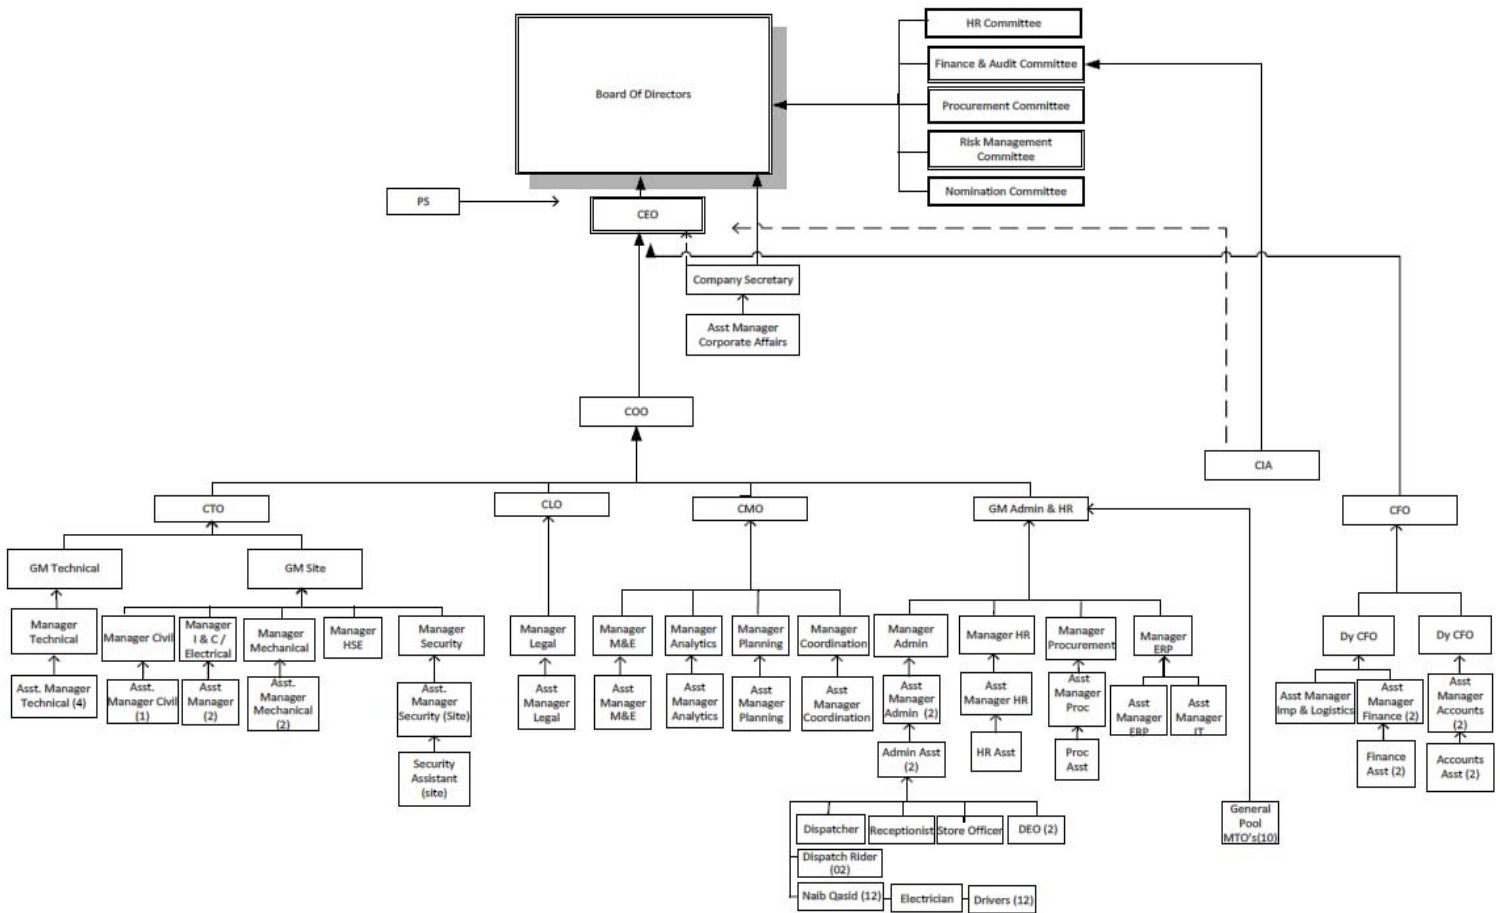 HR Committee
Finance & Audit Committee
Board Of Directors
Procurement Committee
Risk Management
Committee
Nomination Committee
PS
CEO
Company Secretary
Asst Manager
Corporate Affairs
COO
CIA
CTO
CLO
CMO
GM Admin & HR
CFO
GM Technical
GM Site
Manager
Technical
Manager Civil
Manager
I & C /
Electrical
Manager
Mechanical
Manager
HSE
Manager
Security
Manager
Legal
Manager
M&E
Manager
Analytics
Manager
Planning
Manager
Coordination
Manager
Admin
Manager HR
Manager
Procurement
Manager
ERP
Dy CFO
Dy CFO
Asst. Manager
Technical (4)
Asst.
Manager Civil
(1)
Asst
Manager
(2)
Asst.
Manager
Mechanical
(2)
Asst.
Manager
Security (Site)
Asst
Manager
Legal
Asst
Manager
M&E
Asst
Manager
Analytics
Asst
Manager
Planning
Asst
Manager
Coordination
Asst
Manager
Admin (2)
Asst
Manager HR
Asst
Manager
Proc
Asst
Manager
ERP
Asst
Manager
IT
Asst Manager
Imp & Logistics
Asst
Manager
Finance (2)
Asst
Manager
Accounts
(2)
Security
Assistant
(site)
Admin Asst
(2)
HR Asst
Proc
Asst
Finance
Asst (2)
Accounts
Asst (2)
General
Pool
MTO's(10)
Dispatcher
Receptionist
Store Officer
DEO (2)
Dispatch Rider
(02)
Naib Qasid (12)
Electrician
Drivers (12)